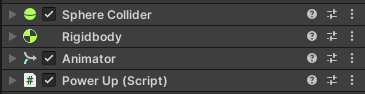 Sphere Collider
Rigidbody
Animator
# Power Up (Script)